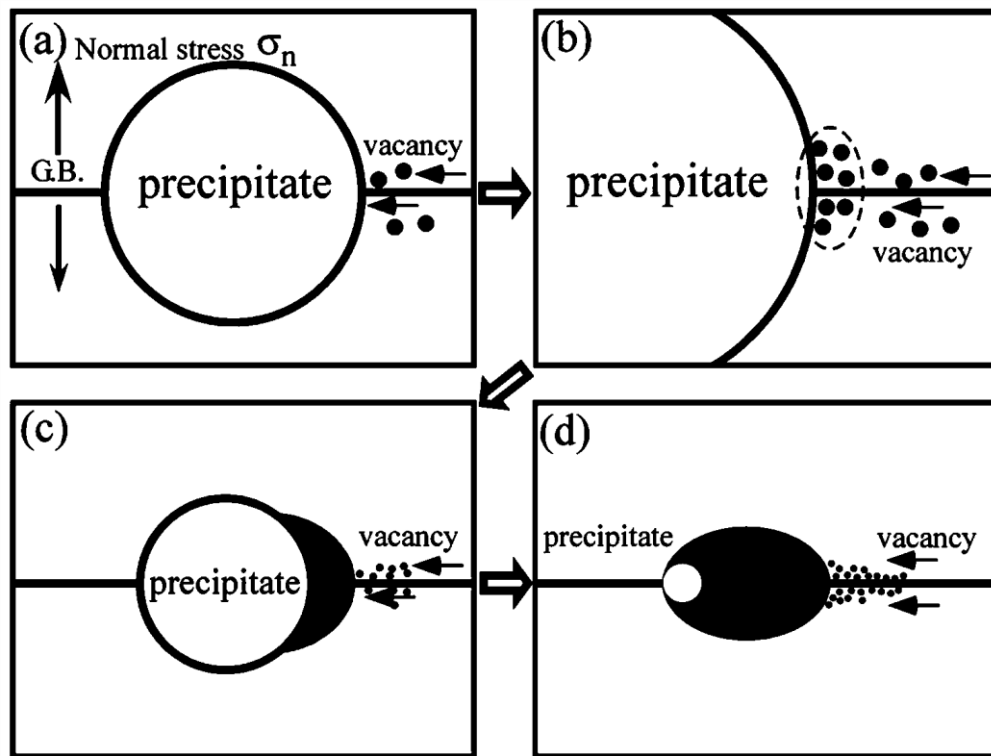 (a)
Normal stress σn
G.B.
vacancy
precipitate
(b)
precipitate
vacancy
(c)
vacancy
precipitate
(d)
precipitate
vacancy